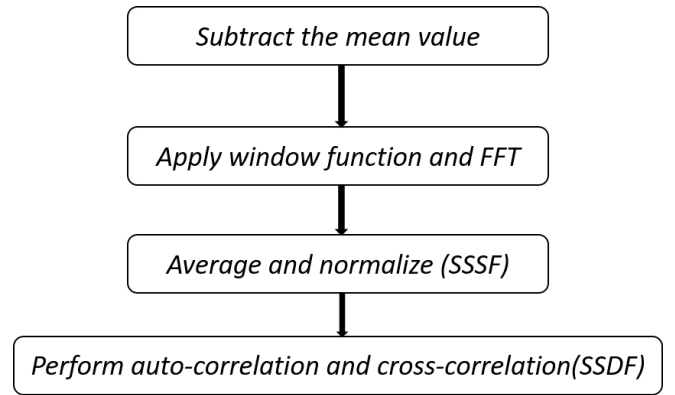 Subtract the mean value
Apply window function and FFT
Average and normalize (SSSF)
Perform auto-correlation and cross-correlation(SSDF)